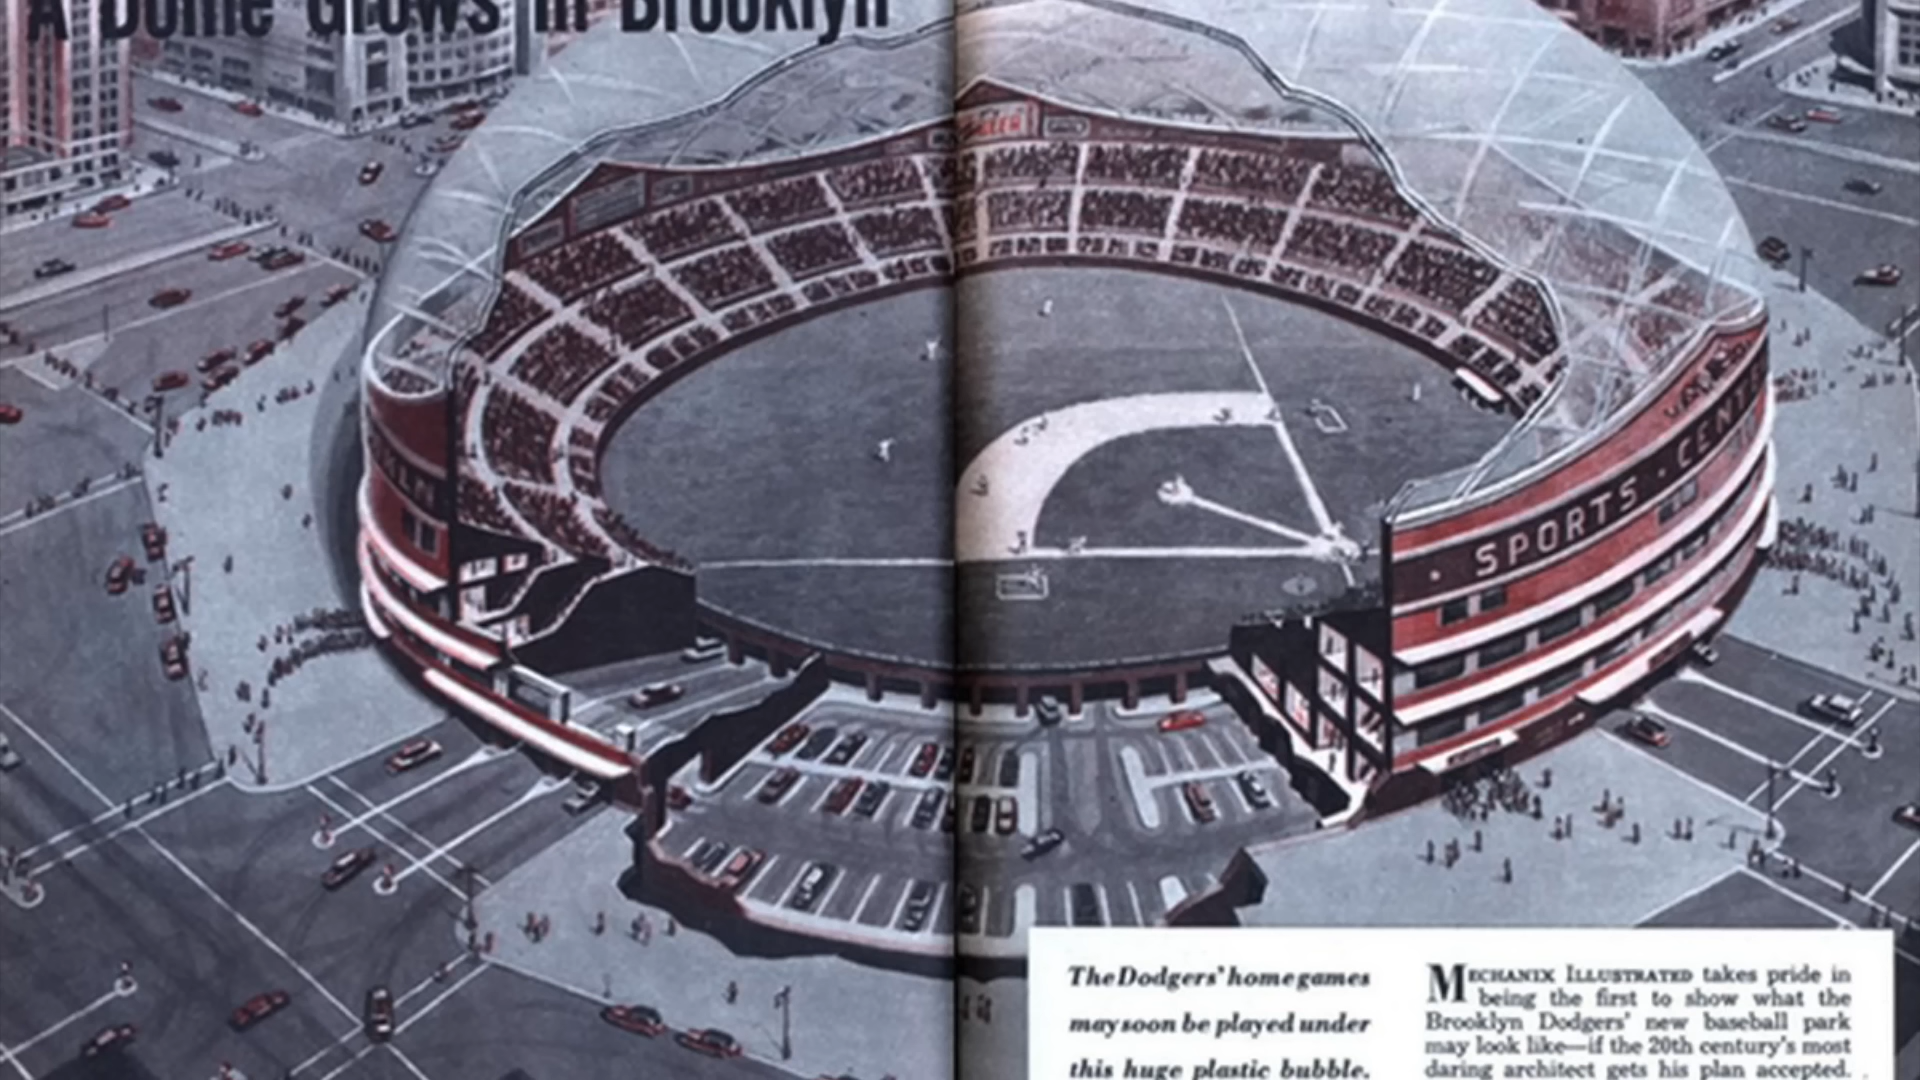 A Dome Grows in Brooklyn
BEER
SPORTS · CENT
The Dodgers' home games
may soon be played under
this huge plastic bubble.
MECHANIX ILLUSTRATED takes pride in
being the first to show what the
Brooklyn Dodgers' new baseball park
may look like—if the 20th century's most
daring architect gets his plan accepted.